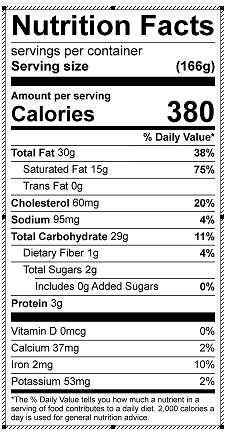 Nutrition Facts
servings per container
Serving size (166g)
Amount per serving
Calories 380
% Daily Value*
Total Fat 30g 38%
Saturated Fat 15g 75%
Trans Fat 0g
Cholesterol 60mg 20%
Sodium 95mg 4%
Total Carbohydrate 29g 11%
Dietary Fiber 1g 4%
Total Sugars 2g
Includes 0g Added Sugars 0%
Protein 3g
Vitamin D 0mcg 0%
Calcium 37mg 2%
Iron 2mg 10%
Potassium 53mg 2%
*The % Daily Value tells you how much a nutrient in a
serving of food contributes to a daily diet. 2,000 calories a
day is used for general nutrition advice.